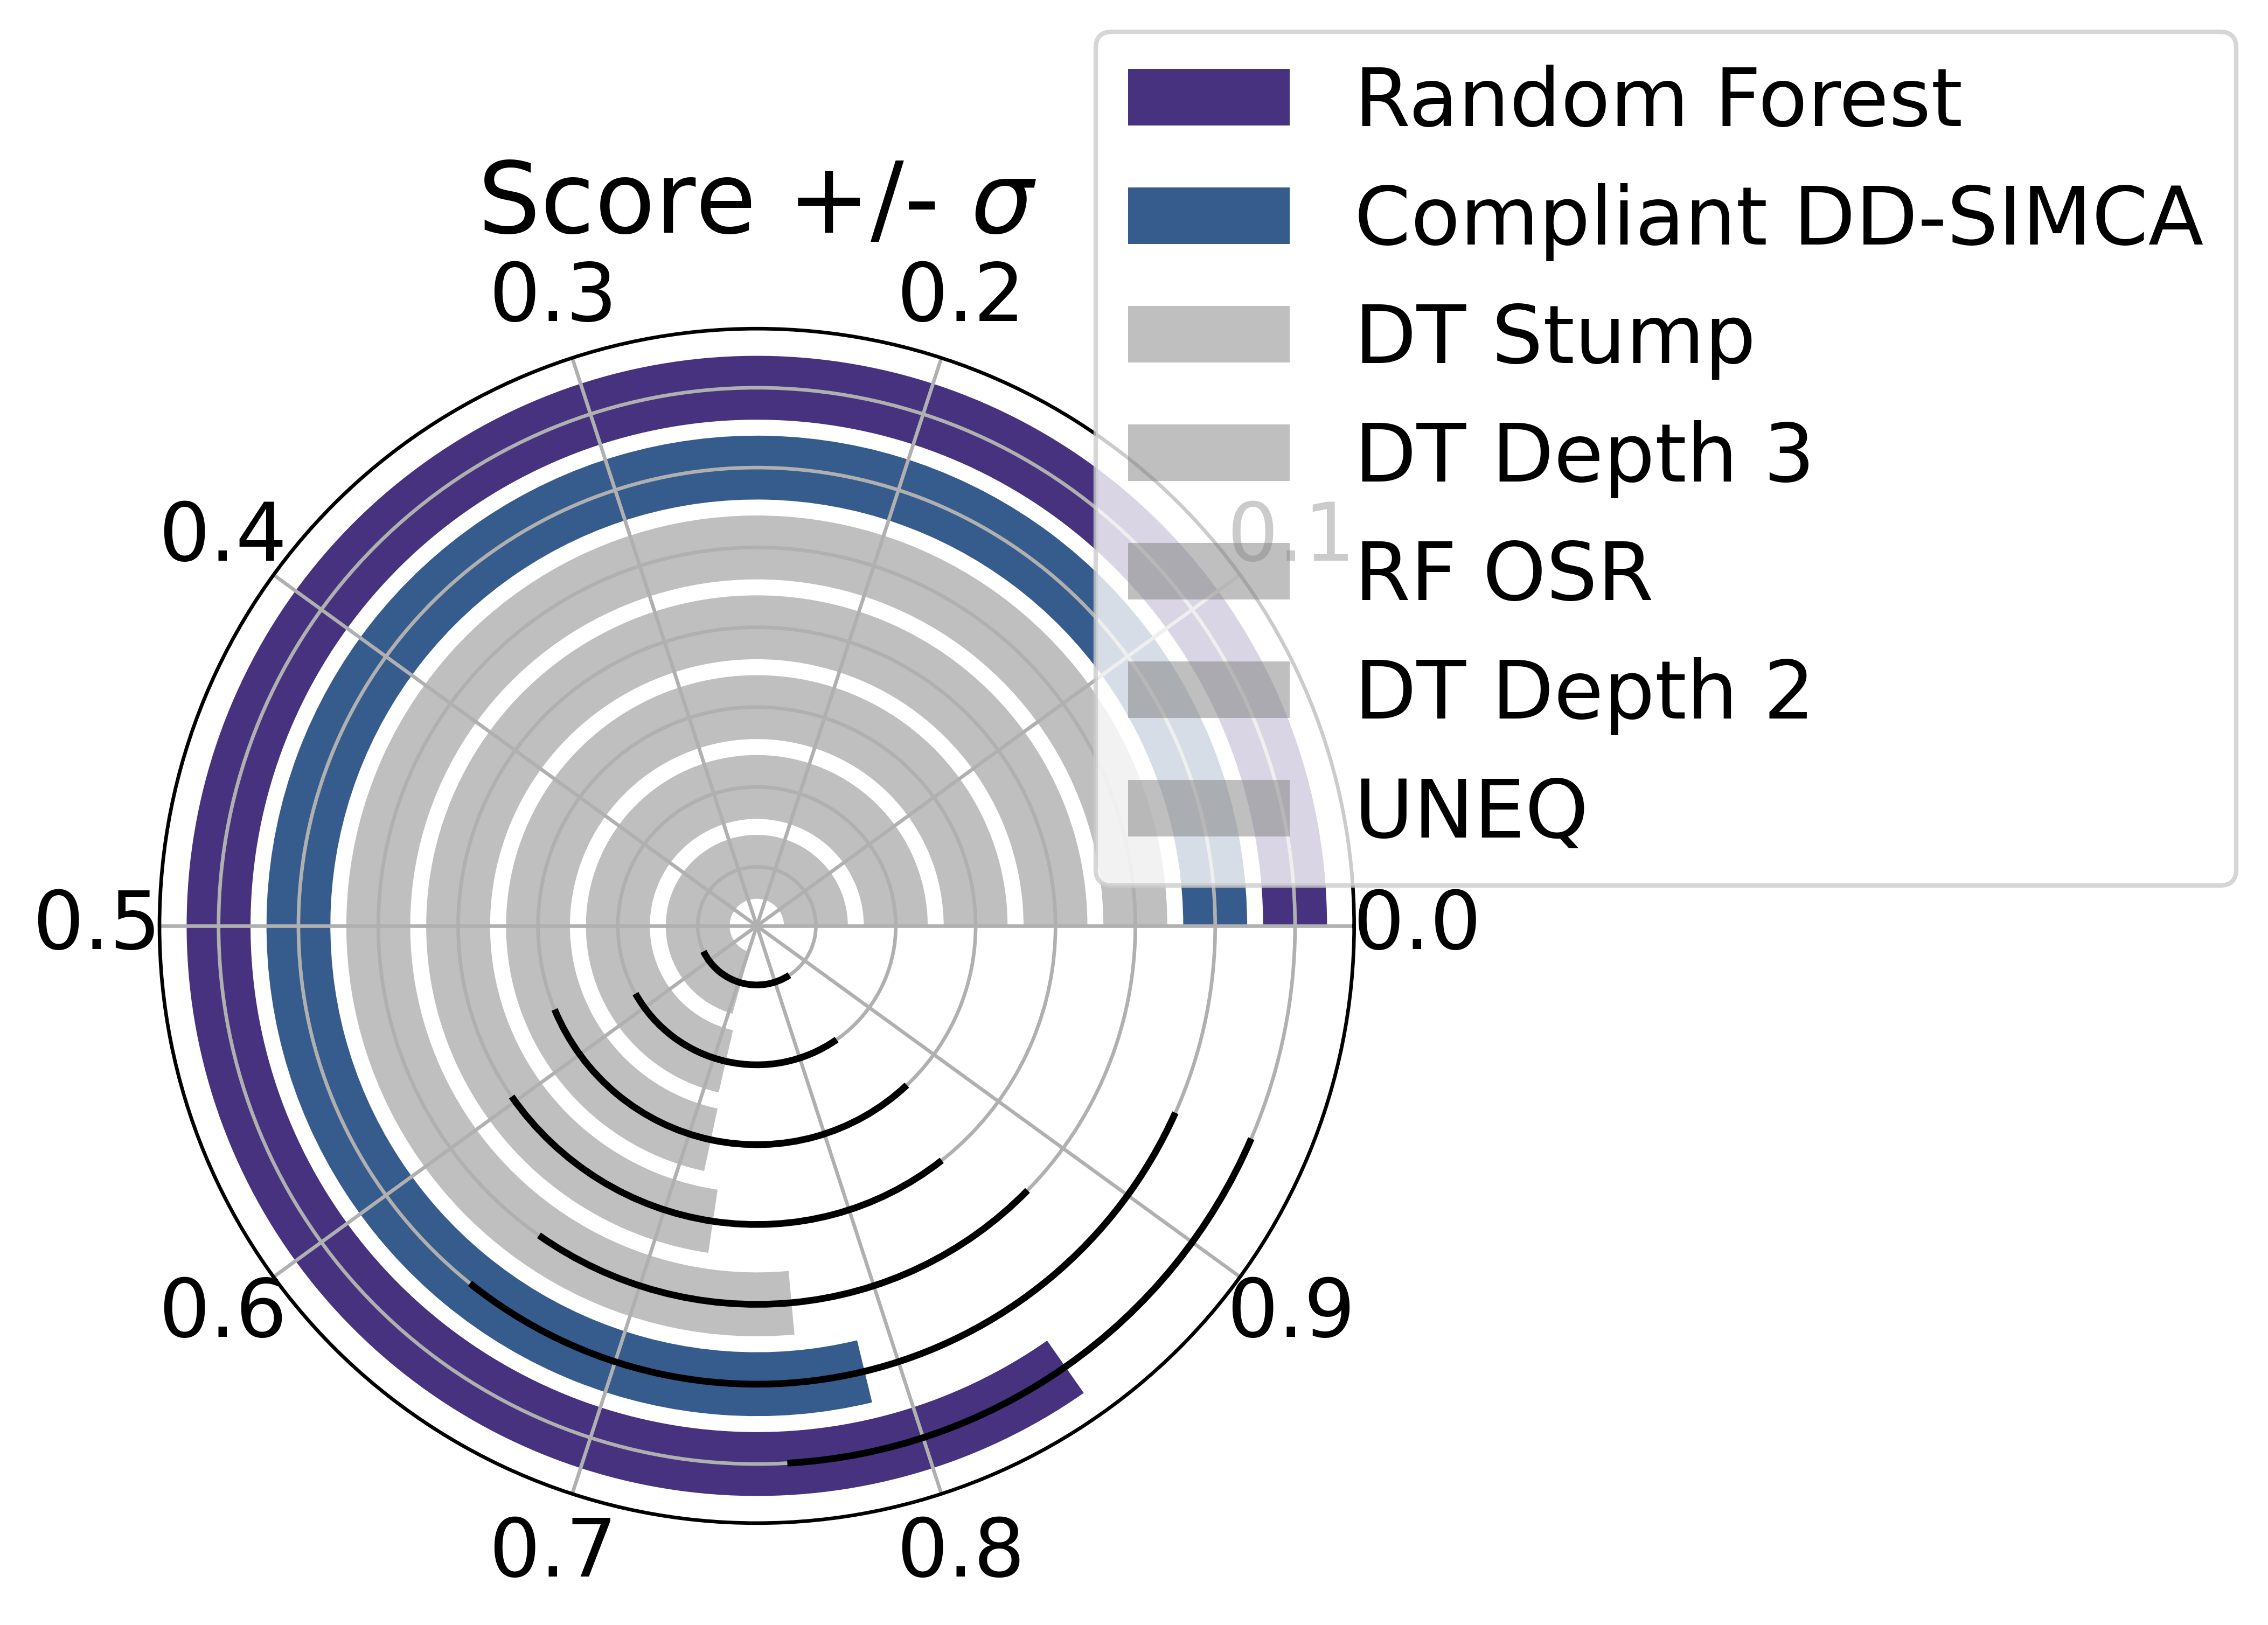 Score +/- σ
Random Forest
Compliant DD-SIMCA
DT Stump
DT Depth 3
RF OSR
DT Depth 2
UNEQ
0.0
0.1
0.2
0.3
0.4
0.5
0.6
0.7
0.8
0.9